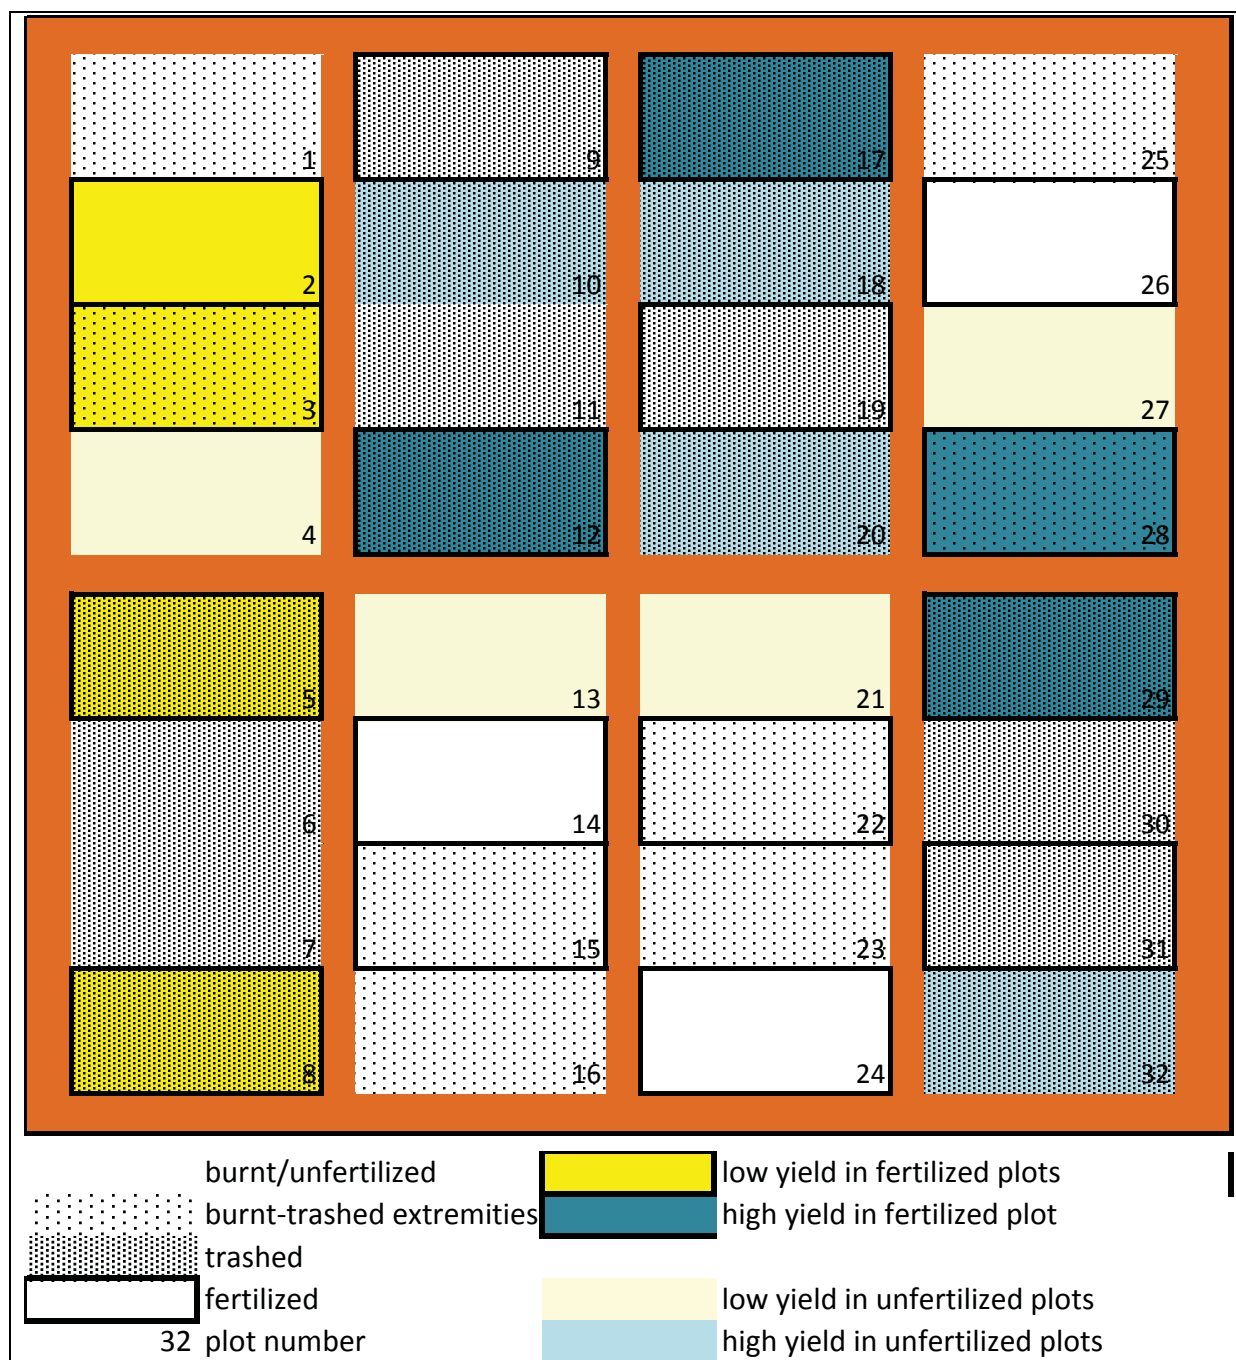 1 9 17 25
2 10 18 26
3 11 19 27
4 12 20 28
5 13 21 29
6 14 22 30
7 15 23 31
8 16 24 32
burnt/unfertilized low yield in fertilized plots
burnt-trashed extremities high yield in fertilized plot
trashed
fertilized low yield in unfertilized plots
32 plot number high yield in unfertilized plots